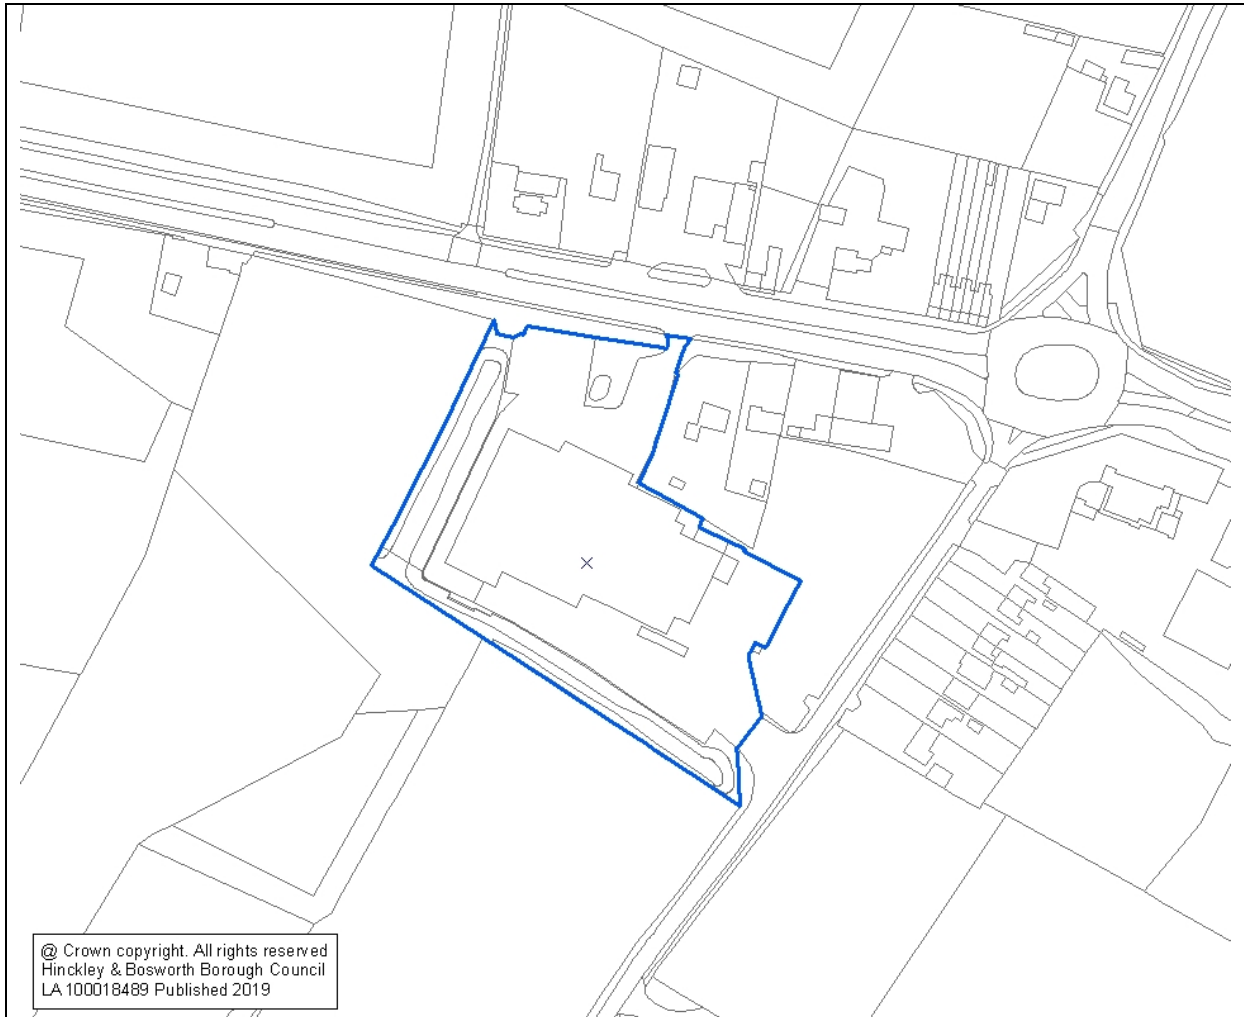 @ Crown copyright. All rights reserved
Hinckley & Bosworth Borough Council
LA 100018489 Published 2019